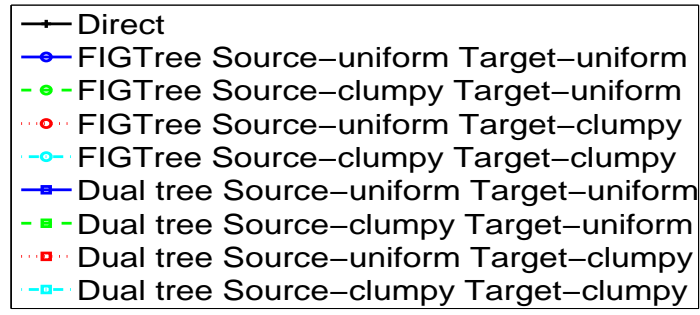 Direct
FIGTree Source−uniform Target−uniform
FIGTree Source−clumpy Target−uniform
FIGTree Source−uniform Target−clumpy
FIGTree Source−clumpy Target−clumpy
Dual tree Source−uniform Target−uniform
Dual tree Source−clumpy Target−uniform
Dual tree Source−uniform Target−clumpy
Dual tree Source−clumpy Target−clumpy